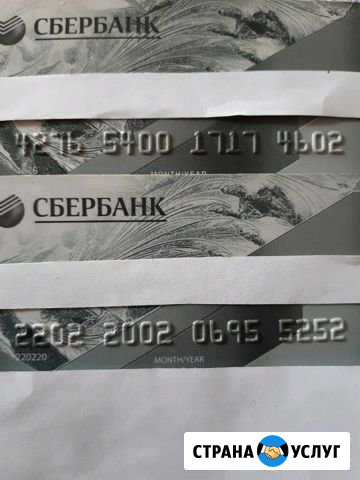 СБЕРБАНК
4276 5400 1717 4602
MONTH/YEAR
СБЕРБАНК
2202 2002 0695 5252
220220 MONTH/YEAR
СТРАНА УСЛУГ